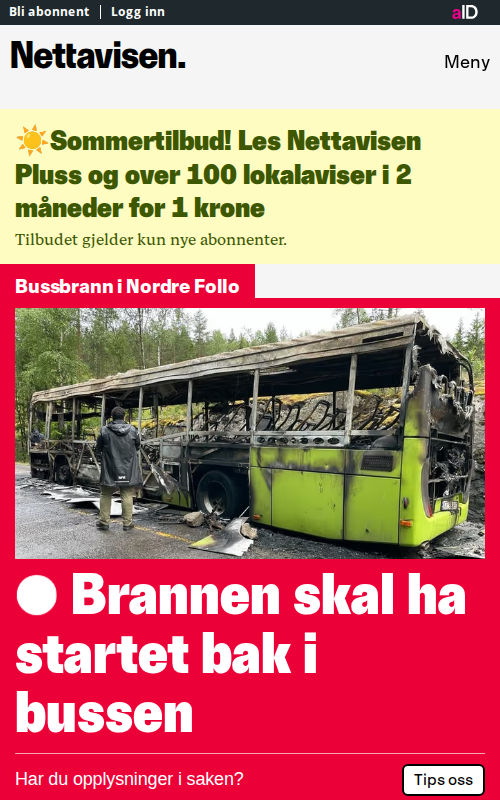 Bli abonnent | Logg inn
aID
Nettavisen.
Meny
Sommertilbud! Les Nettavisen
Pluss og over 100 lokalaviser i 2
måneder for 1 krone
Tilbudet gjelder kun nye abonnenter.
Bussbrann i Nordre Follo
Brannen skal ha
startet bak i
bussen
Har du opplysninger i saken?
Tips oss